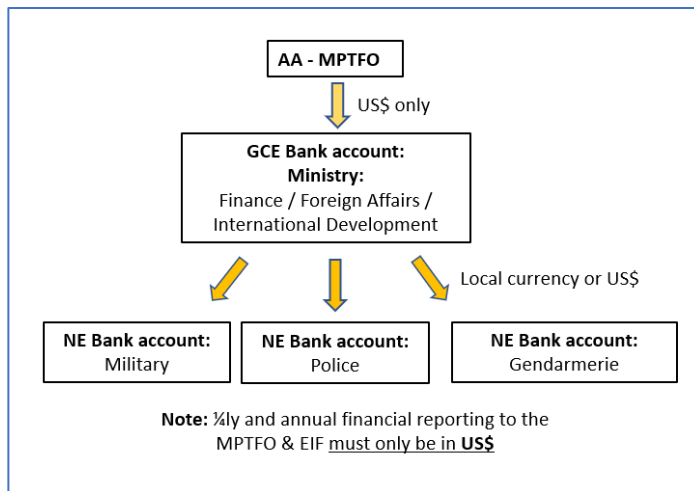 AA - MPTFO
US$ only
GCE Bank account:
Ministry:
Finance / Foreign Affairs /
International Development
Local currency or US$
NE Bank account:
Military
NE Bank account:
Police
NE Bank account:
Gendarmerie
Note: ¼ly and annual financial reporting to the
MPTFO & EIF must only be in US$